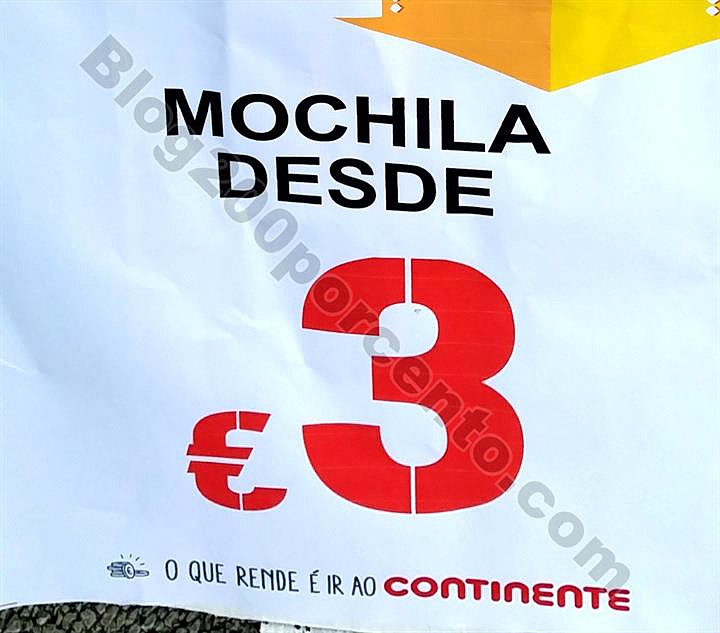 MOCHILA
DESDE
€3
O QUE RENDE É IR AO CONTINENTE
Blog200porcento.com